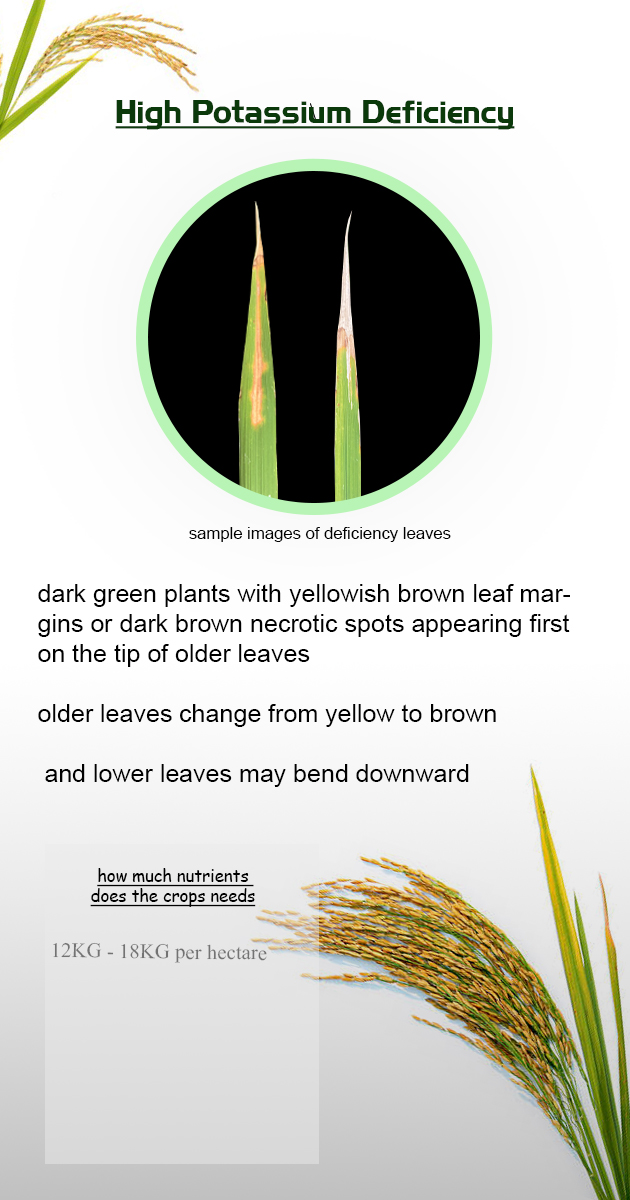 High Potassium Deficiency
sample images of deficiency leaves
dark green plants with yellowish brown leaf mar-
gins or dark brown necrotic spots appearing first
on the tip of older leaves
older leaves change from yellow to brown
and lower leaves may bend downward
how much nutrients
does the crops needs
12KG - 18KG per hectare